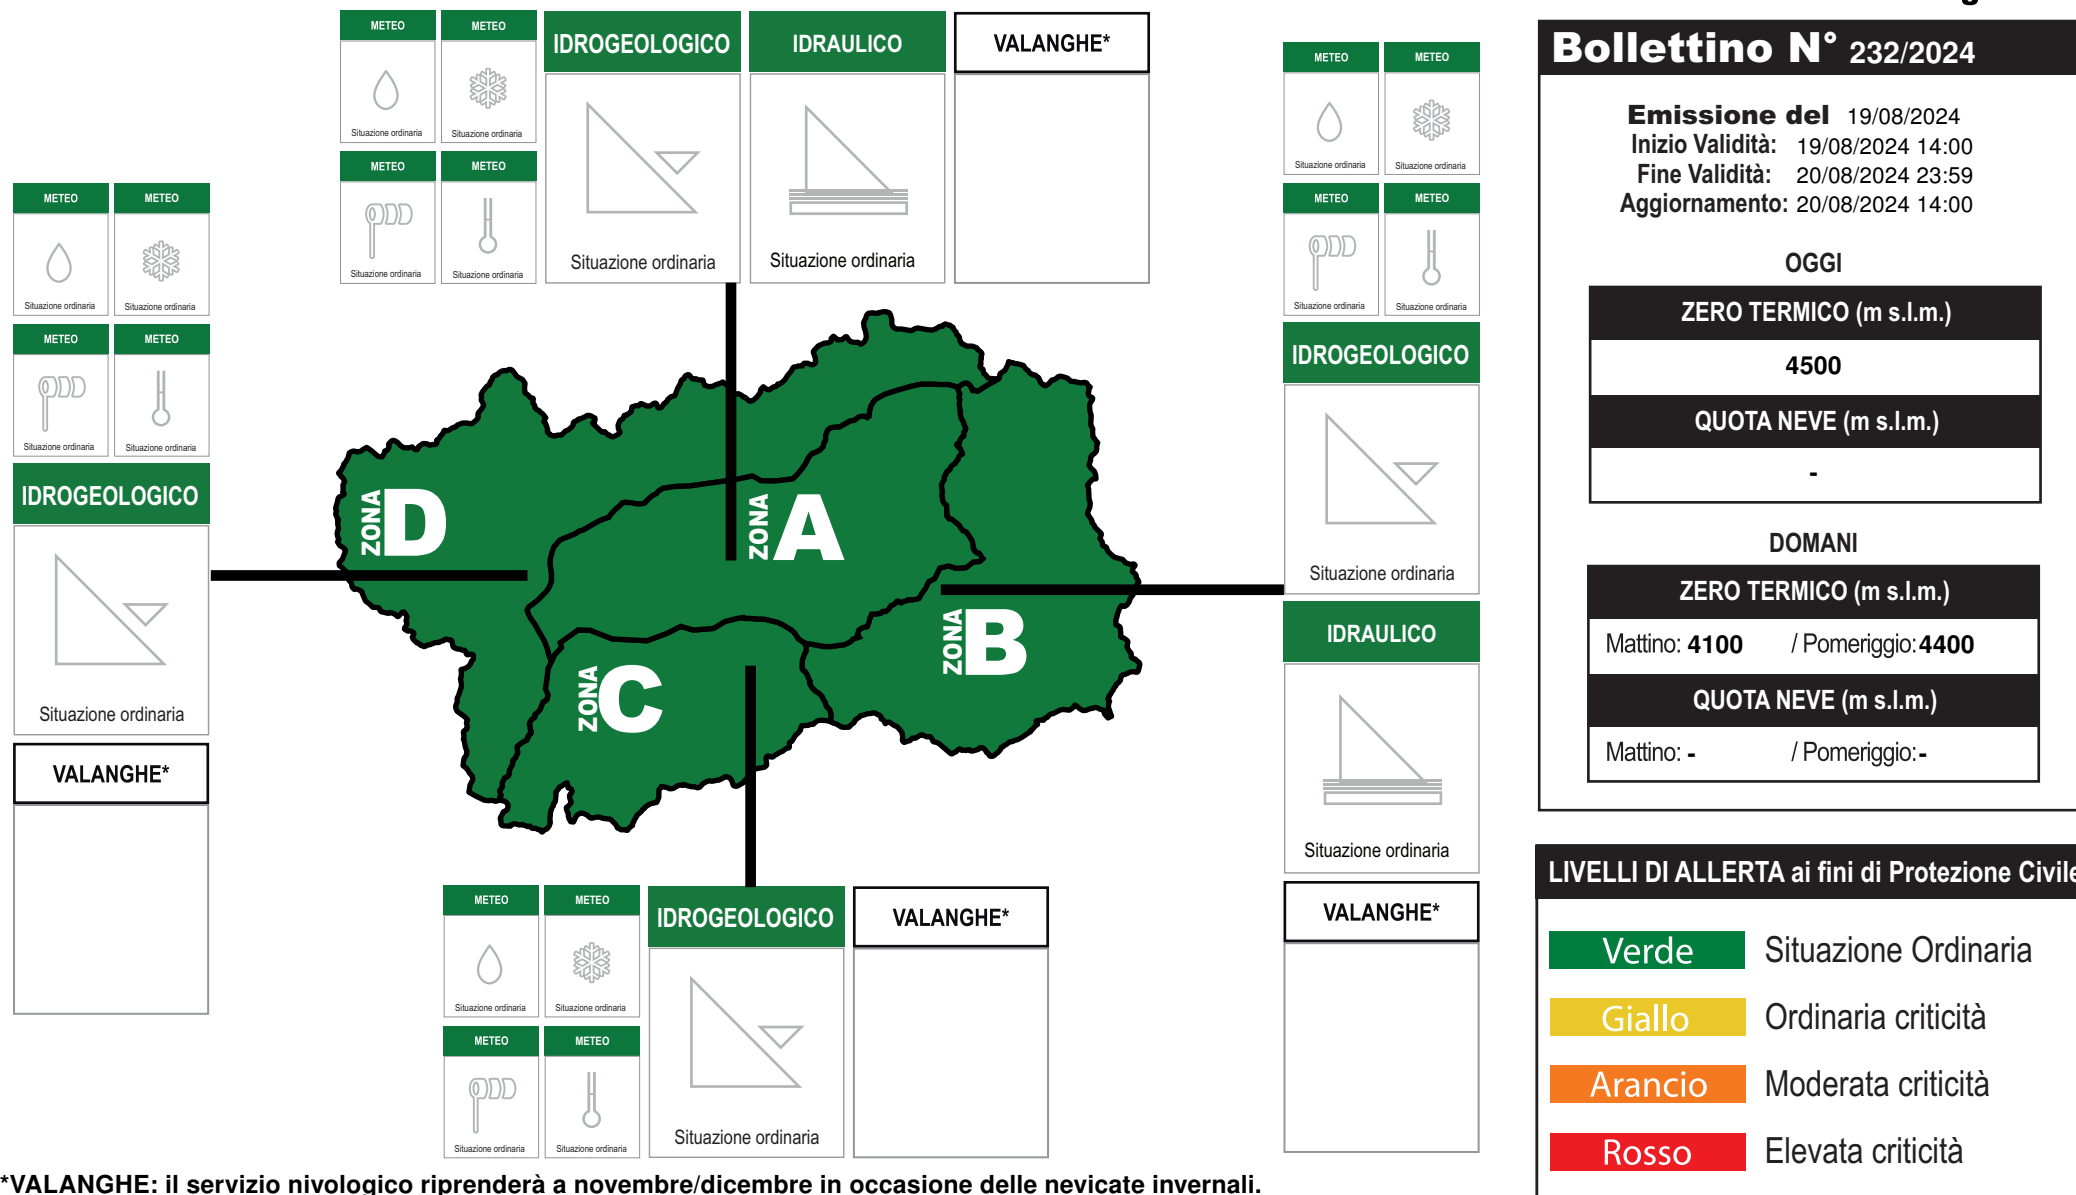 METEO METEO
Situazione ordinaria Situazione ordinaria
METEO METEO
Situazione ordinaria Situazione ordinaria
IDROGEOLOGICO
Situazione ordinaria
IDRAULICO
Situazione ordinaria
VALANGHE*
METEO METEO
Situazione ordinaria Situazione ordinaria
METEO METEO
Situazione ordinaria Situazione ordinaria
IDROGEOLOGICO
Situazione ordinaria
VALANGHE*
ZONA D
ZONA A
ZONA B
ZONA C
METEO METEO
Situazione ordinaria Situazione ordinaria
METEO METEO
Situazione ordinaria Situazione ordinaria
IDROGEOLOGICO
Situazione ordinaria
IDRAULICO
Situazione ordinaria
VALANGHE*
METEO METEO
Situazione ordinaria Situazione ordinaria
METEO METEO
Situazione ordinaria Situazione ordinaria
IDROGEOLOGICO
Situazione ordinaria
VALANGHE*
*VALANGHE: il servizio nivologico riprenderà a novembre/dicembre in occasione delle nevicate invernali.
Bollettino N° 232/2024
Emissione del 19/08/2024
Inizio Validità: 19/08/2024 14:00
Fine Validità: 20/08/2024 23:59
Aggiornamento: 20/08/2024 14:00
OGGI
ZERO TERMICO (m s.l.m.)
4500
QUOTA NEVE (m s.l.m.)
-
DOMANI
ZERO TERMICO (m s.l.m.)
Mattino: 4100 / Pomeriggio: 4400
QUOTA NEVE (m s.l.m.)
Mattino: - / Pomeriggio: -
LIVELLI DI ALLERTA ai fini di Protezione Civile
Verde Situazione Ordinaria
Giallo Ordinaria criticità
Arancio Moderata criticità
Rosso Elevata criticità